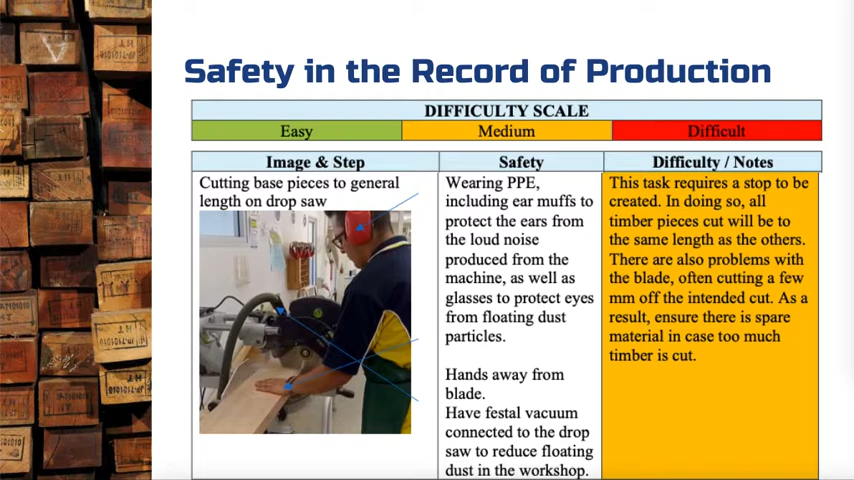 Safety in the Record of Production
DIFFICULTY SCALE
Easy
Medium
Difficult
Image & Step
Safety
Difficulty / Notes
Cutting base pieces to general
length on drop saw
Wearing PPE,
including ear muffs to
protect the ears from
the loud noise
produced from the
machine, as well as
glasses to protect eyes
from floating dust
particles.
Hands away from
blade.
Have festal vacuum
connected to the drop
saw to reduce floating
dust in the workshop.
This task requires a stop to be
created. In doing so, all
timber pieces cut will be to
the same length as the others.
There are also problems with
the blade, often cutting a few
mm off the intended cut. As a
result, ensure there is spare
material in case too much
timber is cut.